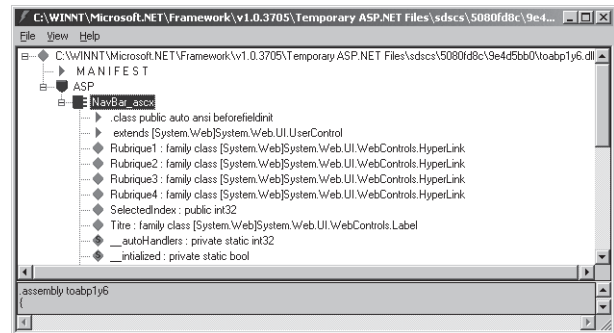 C:\WINNT\Microsoft.NET\Framework\v1.0.3705\Temporary ASP.NET Files\sdscs\5080fd8c\9e4...
File View Help
C:\WINNT\Microsoft.NET\Framework\v1.0.3705\Temporary ASP.NET Files\sdscs\5080fd8c\9e4d5bb0\toabp1y6.dll
MANIFEST
ASP
NavBar_ascx
.class public auto ansi beforefieldinit
extends [System.Web]System.Web.UI.UserControl
Rubrique1 : family class [System.Web]System.Web.UI.WebControls.HyperLink
Rubrique2 : family class [System.Web]System.Web.UI.WebControls.HyperLink
Rubrique3 : family class [System.Web]System.Web.UI.WebControls.HyperLink
Rubrique4 : family class [System.Web]System.Web.UI.WebControls.HyperLink
SelectedIndex : public int32
Titre : family class [System.Web]System.Web.UI.WebControls.Label
__autoHandlers : private static int32
__intialized : private static bool
.assembly toabp1y6
{